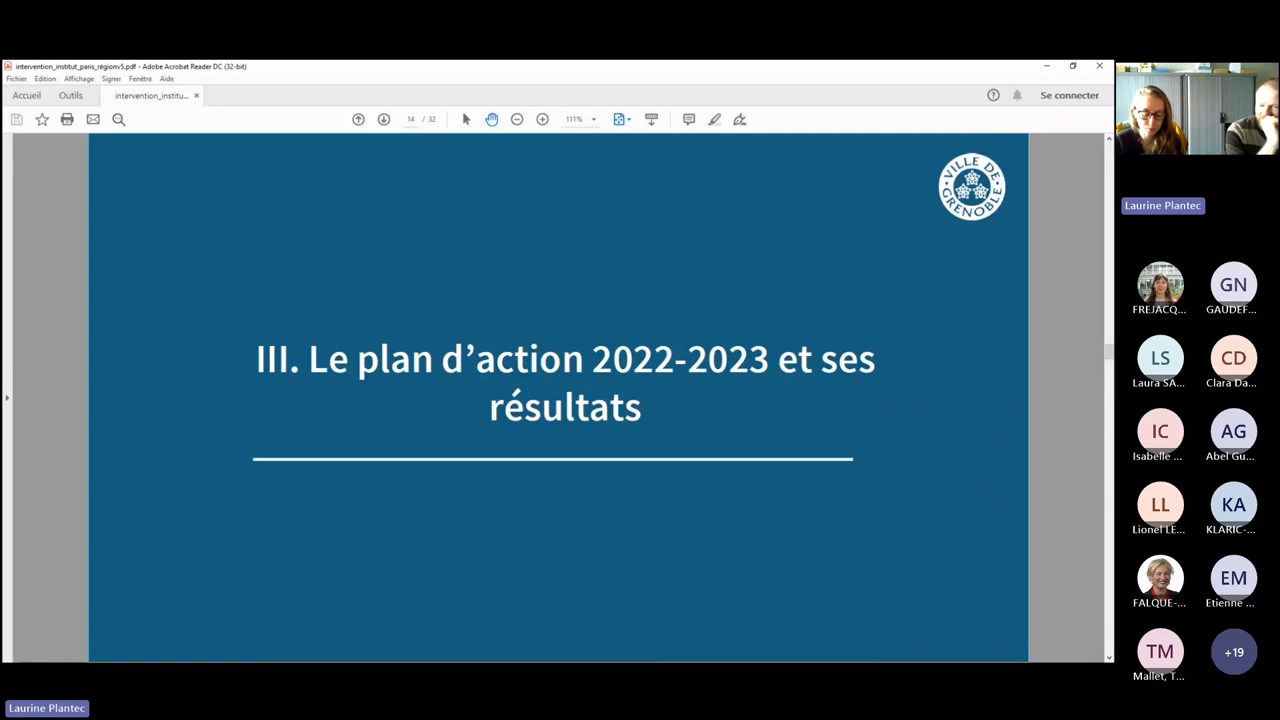 intervention_institut_paris_régionv5.pdf - Adobe Acrobat Reader DC (32-bit)
Fichier Edition Affichage Signer Fenêtre Aide
Accueil Outils intervention_institu... × Se connecter
14 / 32 111%
VILLE DE GRENOBLE
III. Le plan d’action 2022-2023 et ses
résultats
Laurine Plantec
FREJACQ... GN GAUDEF...
LS CD
Laura SA... Clara Da...
IC AG
Isabelle ... Abel Gu...
LL KA
Lionel LE... KLARIC-...
EM
FALQUE-... Etienne ...
TM +19
Mallet, T...
Laurine Plantec